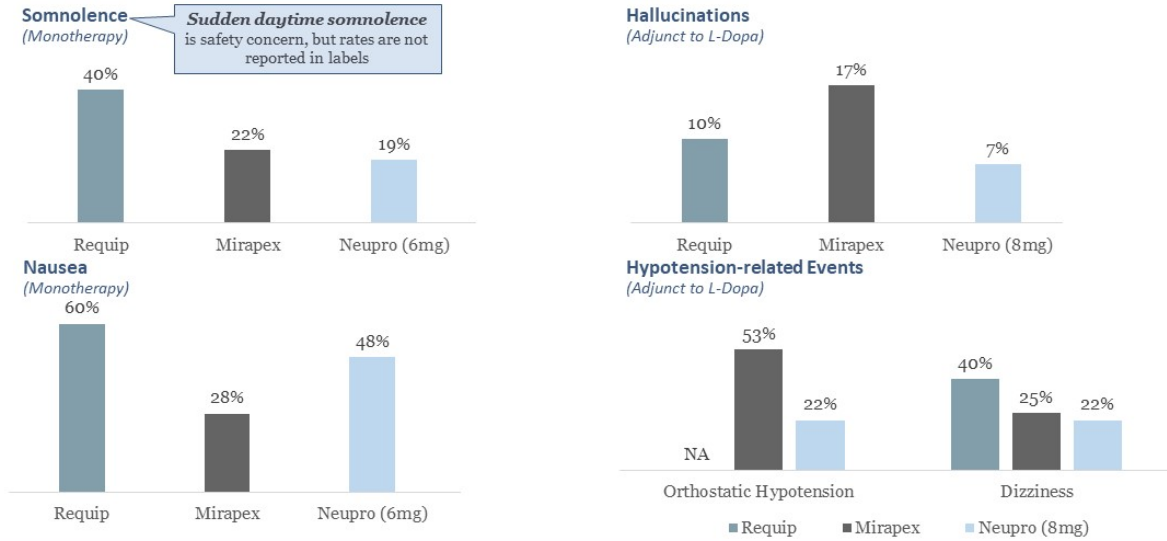 Somnolence
(Monotherapy)
Sudden daytime somnolence
is safety concern, but rates are not
reported in labels
40%
22%
19%
Requip
Mirapex
Neupro (6mg)
Hallucinations
(Adjunct to L-Dopa)
10%
17%
7%
Requip
Mirapex
Neupro (8mg)
Nausea
(Monotherapy)
60%
28%
48%
Requip
Mirapex
Neupro (6mg)
Hypotension-related Events
(Adjunct to L-Dopa)
NA
53%
22%
40%
25%
22%
Orthostatic Hypotension
Dizziness
Requip
Mirapex
Neupro (8mg)